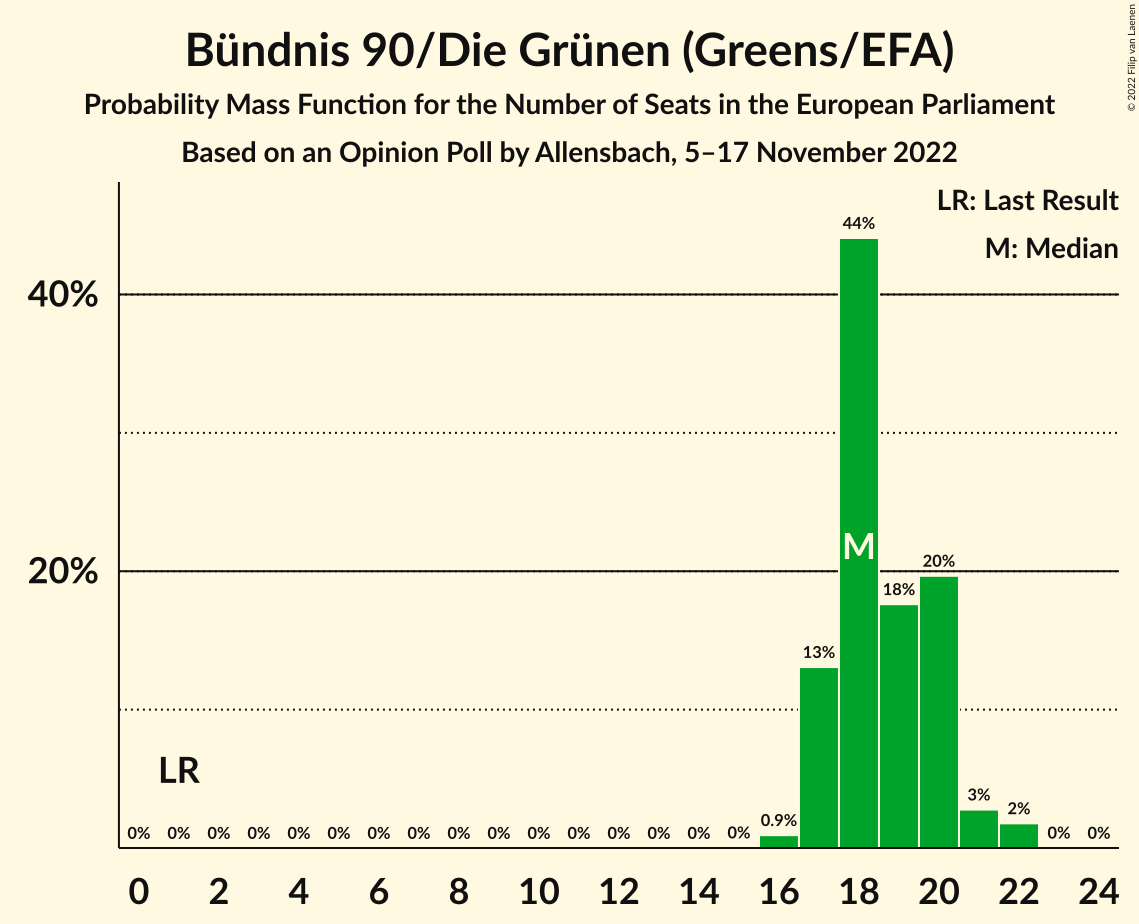 Bündnis 90/Die Grünen (Greens/EFA)
Probability Mass Function for the Number of Seats in the European Parliament
Based on an Opinion Poll by Allensbach, 5–17 November 2022
© 2022 Filip van Laenen
LR: Last Result
M: Median
44%
40%
M
20%
20%
18%
13%
LR
3%
2%
0.9%
0% 0% 0% 0% 0% 0% 0% 0% 0% 0% 0% 0% 0% 0% 0% 0% 0% 0%
0 2 4 6 8 10 12 14 16 18 20 22 24